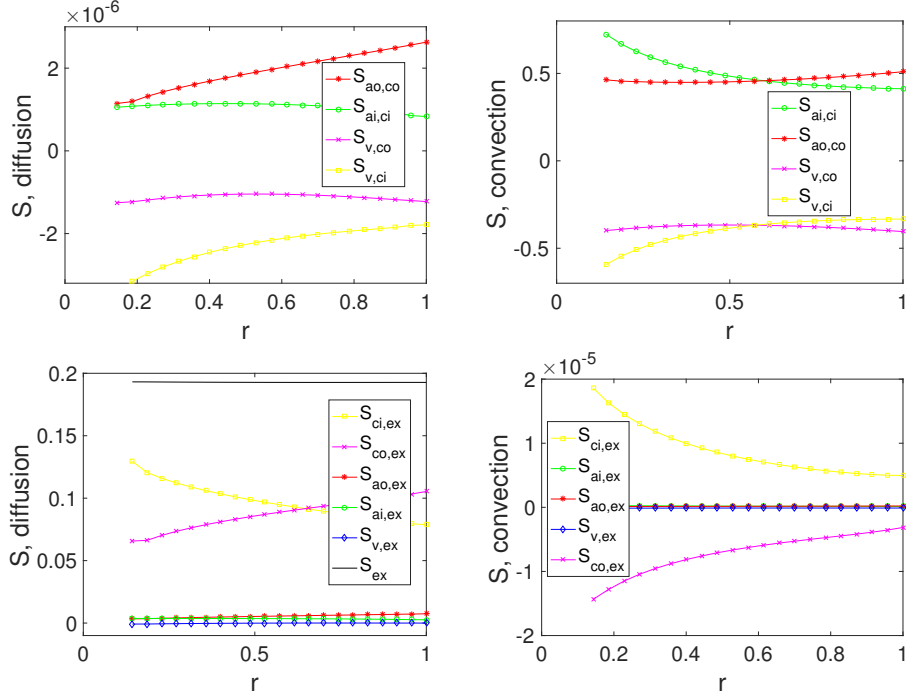 ×10⁻⁶
2
0
-2
S, diffusion
0
0.2
0.4
0.6
0.8
1
r
S_ao,co
S_ai,ci
S_v,co
S_v,ci
0.5
0
-0.5
S, convection
0
0.5
1
r
S_ai,ci
S_ao,co
S_v,co
S_v,ci
0.2
0.15
0.1
0.05
0
S, diffusion
0
0.5
1
r
S_ci,ex
S_co,ex
S_ao,ex
S_ai,ex
S_v,ex
S_ex
×10⁻⁵
2
1
0
-1
-2
S, convection
0
0.2
0.4
0.6
0.8
1
r
S_ci,ex
S_ai,ex
S_ao,ex
S_v,ex
S_co,ex